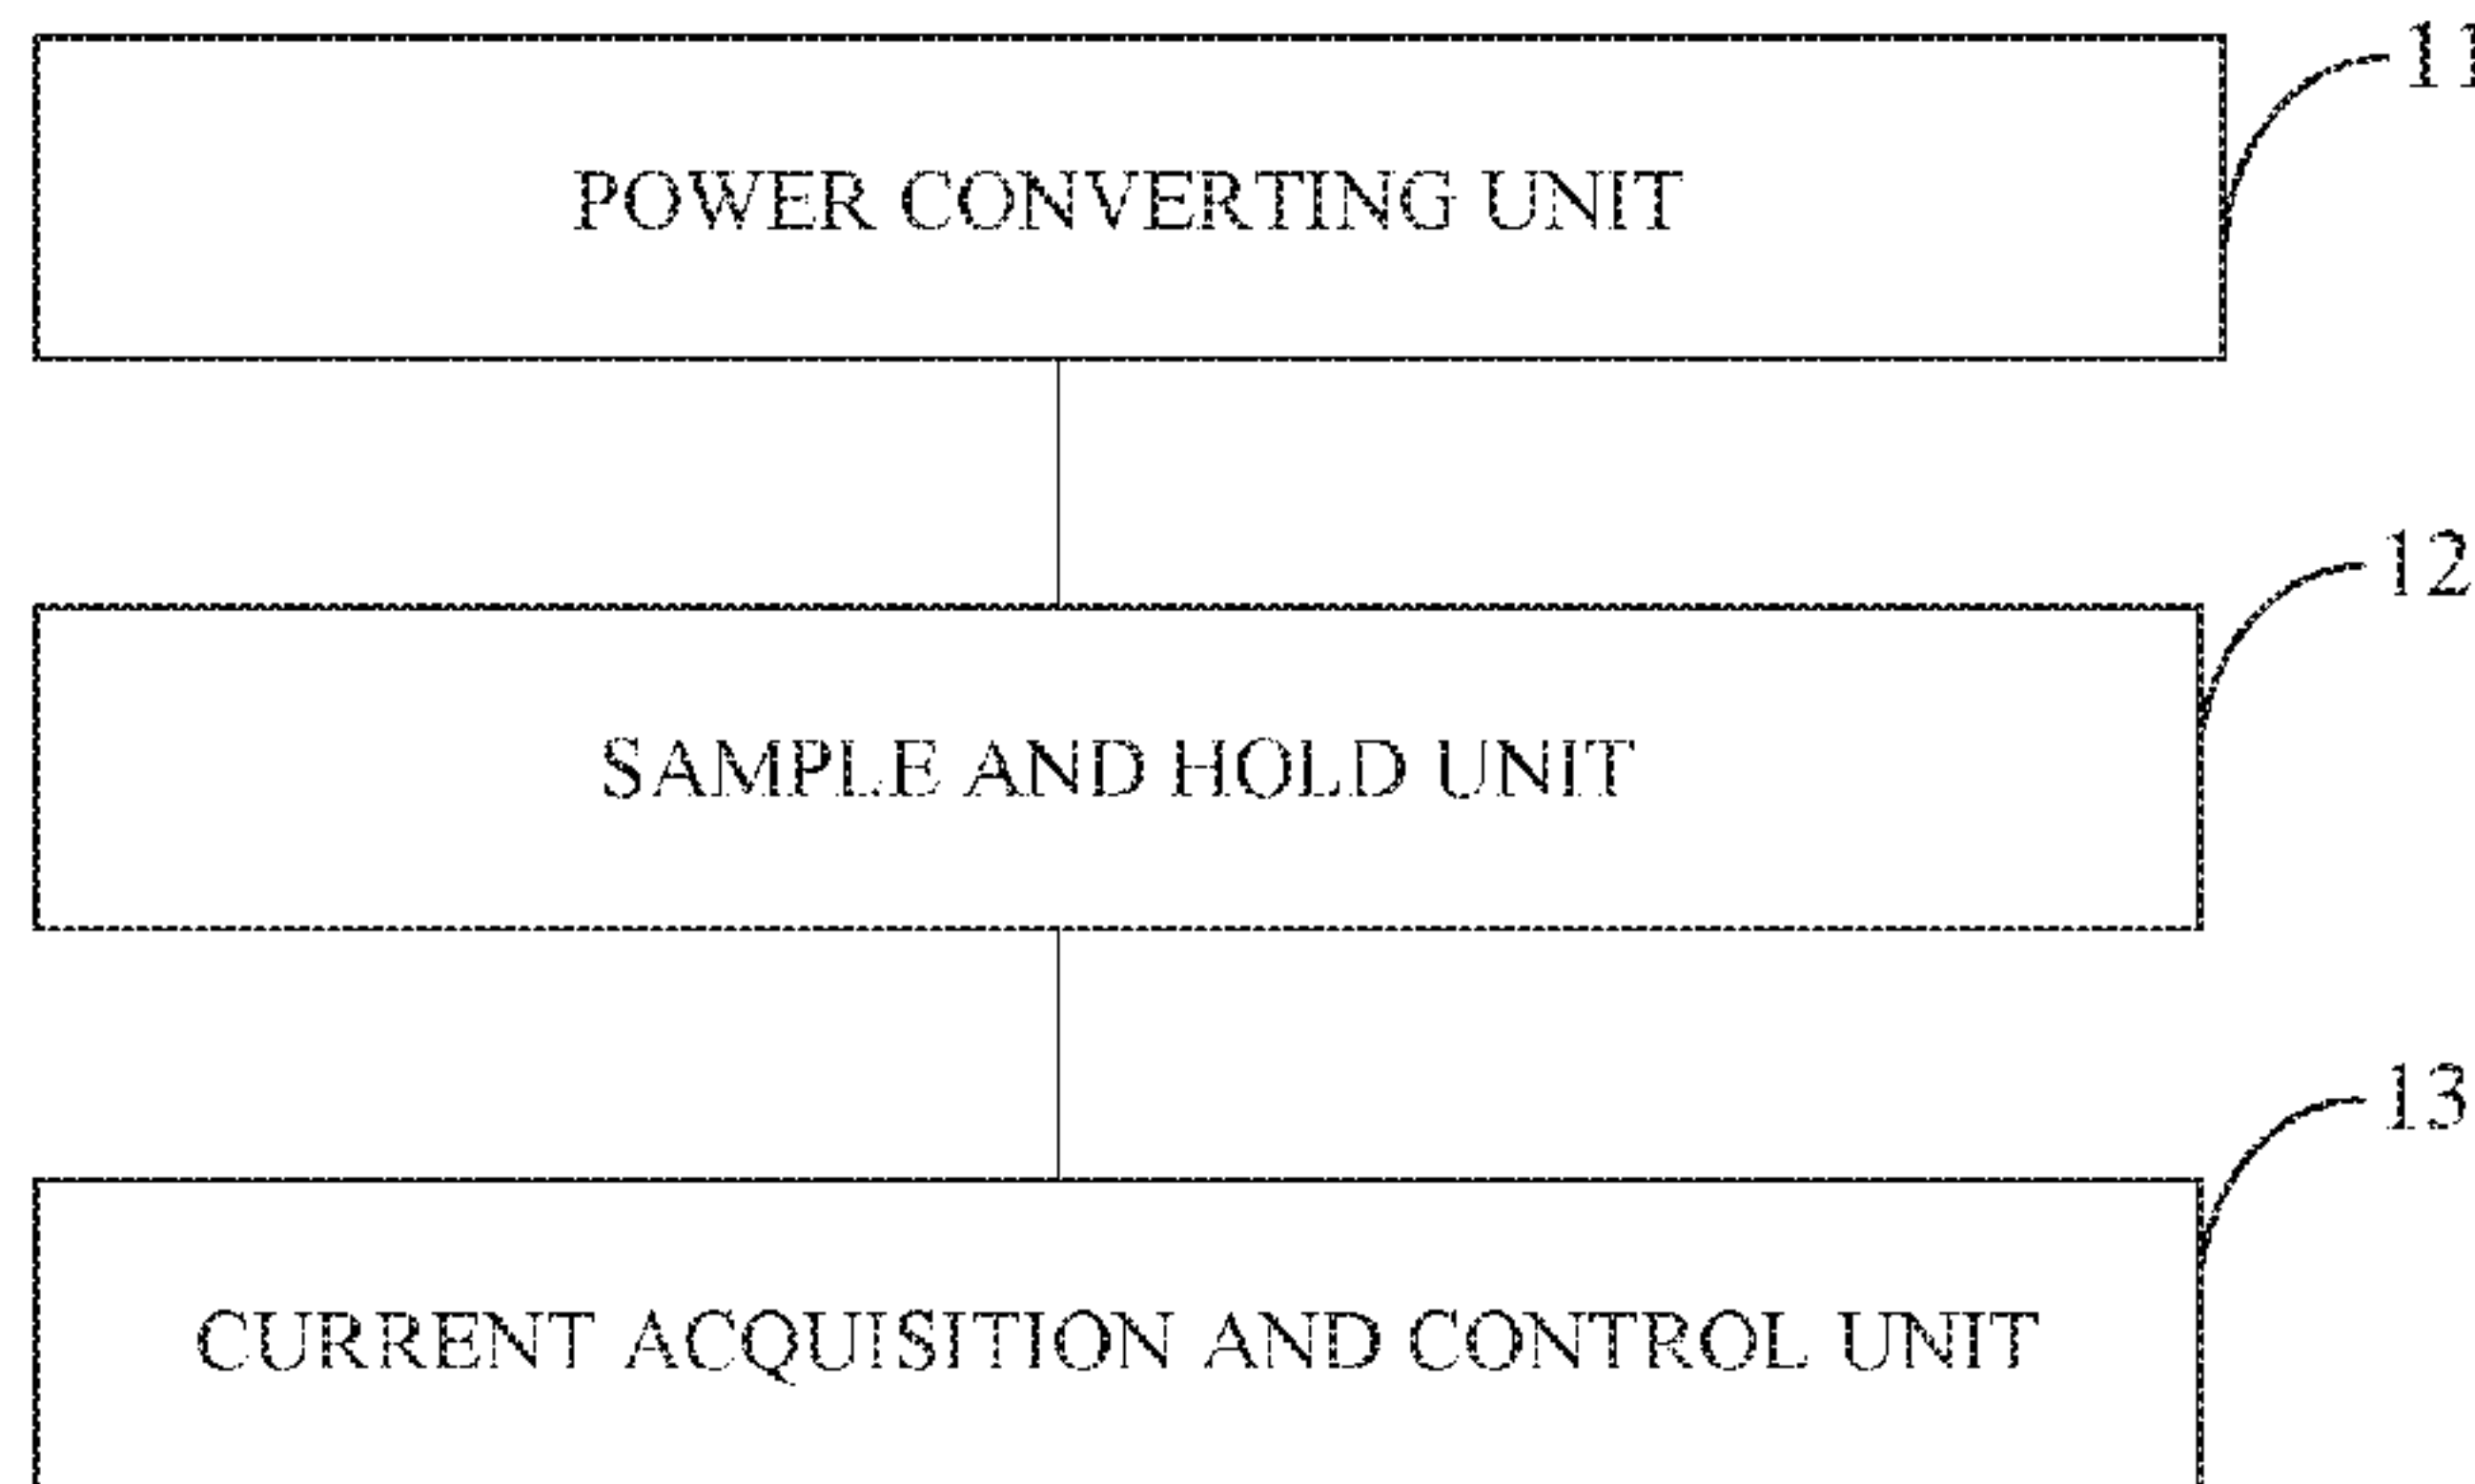 11
POWER CONVERTING UNIT
12
SAMPLE AND HOLD UNIT
13
CURRENT ACQUISITION AND CONTROL UNIT